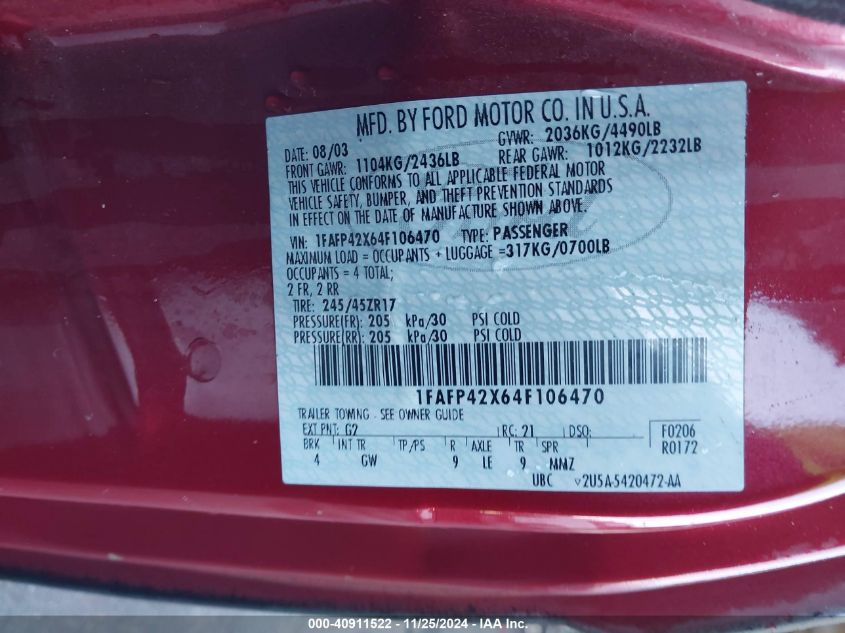 MFD. BY FORD MOTOR CO. IN U.S.A.
DATE: 08/03 GVWR: 2036KG/4490LB
FRONT GAWR: 1104KG/2436LB REAR GAWR: 1012KG/2232LB
THIS VEHICLE CONFORMS TO ALL APPLICABLE FEDERAL MOTOR
VEHICLE SAFETY, BUMPER, AND THEFT PREVENTION STANDARDS
IN EFFECT ON THE DATE OF MANUFACTURE SHOWN ABOVE.
VIN: 1FAFP42X64F106470 TYPE: PASSENGER
MAXIMUM LOAD = OCCUPANTS + LUGGAGE =317KG/0700LB
OCCUPANTS = 4 TOTAL;
2 FR, 2 RR
TIRE: 245/45ZR17
PRESSURE(FR): 205 kPa/30 PSI COLD
PRESSURE(RR): 205 kPa/30 PSI COLD
1FAFP42X64F106470
TRAILER TOWING - SEE OWNER GUIDE
EXT PNT: G2 RC: 21 DSO: F0206
BRK INT TR TP/PS R AXLE TR SPR R0172
4 GW 9 LE 9 MMZ
UBC v2U5A-5420472-AA
000-40911522 - 11/25/2024 - IAAI.Stock#.Com